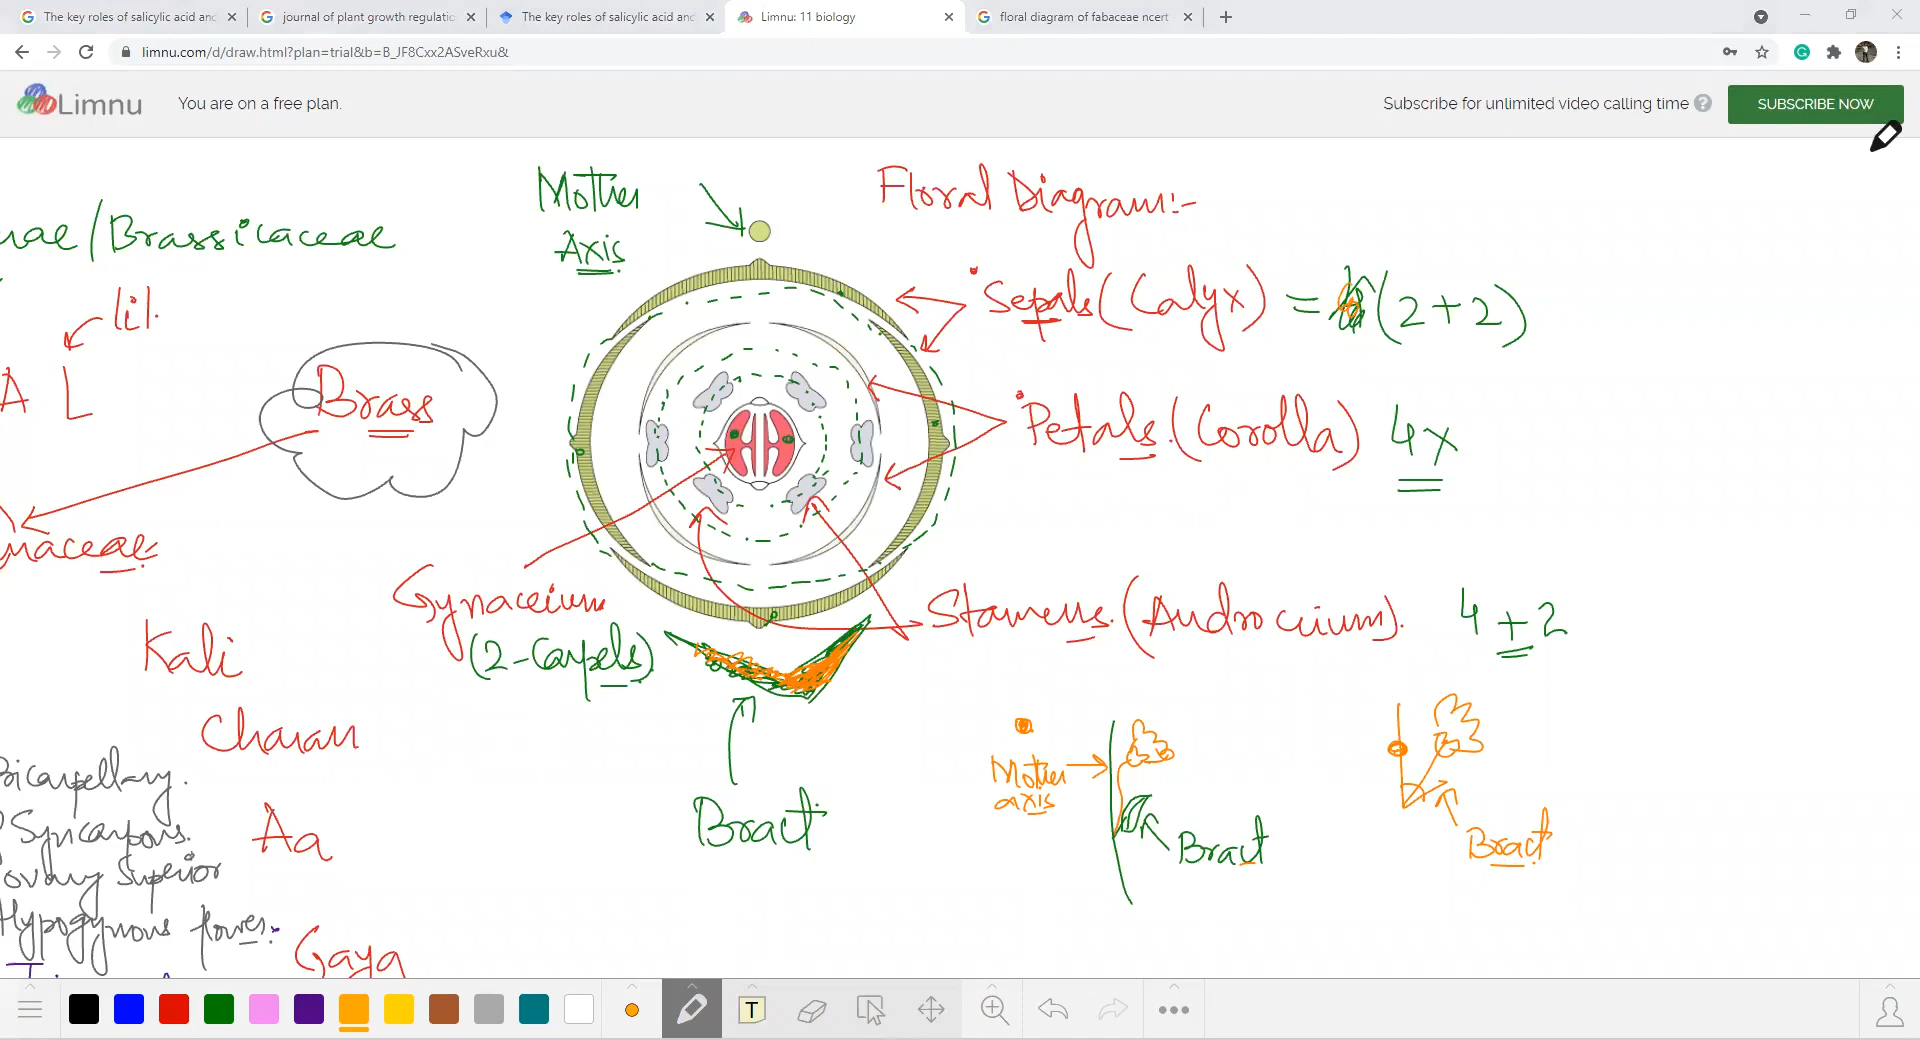 The key roles of salicylic acid and
journal of plant growth regulatio
The key roles of salicylic acid and
Limnu: 11 biology
floral diagram of fabaceae ncert
limnu.com/d/draw.html?plan=trial&b=B_JF8Cxx2ASveRxu&
Limnu
You are on a free plan.
Subscribe for unlimited video calling time
SUBSCRIBE NOW
Mother
Axis
Floral Diagram:-
/Brassicaceae
Sepals (Calyx) = (2+2)
A L
Brass
Petals (Corolla) 4x
Gynaceium
(2-Carpels)
Stamens (Androcium). 4+2
Kali
Charan
Bicarpellary.
Syncarpous.
Aa
ovary superior
Hypogynous flower:
Gaya
Bract
Mother
axis
Bract
Bract
T